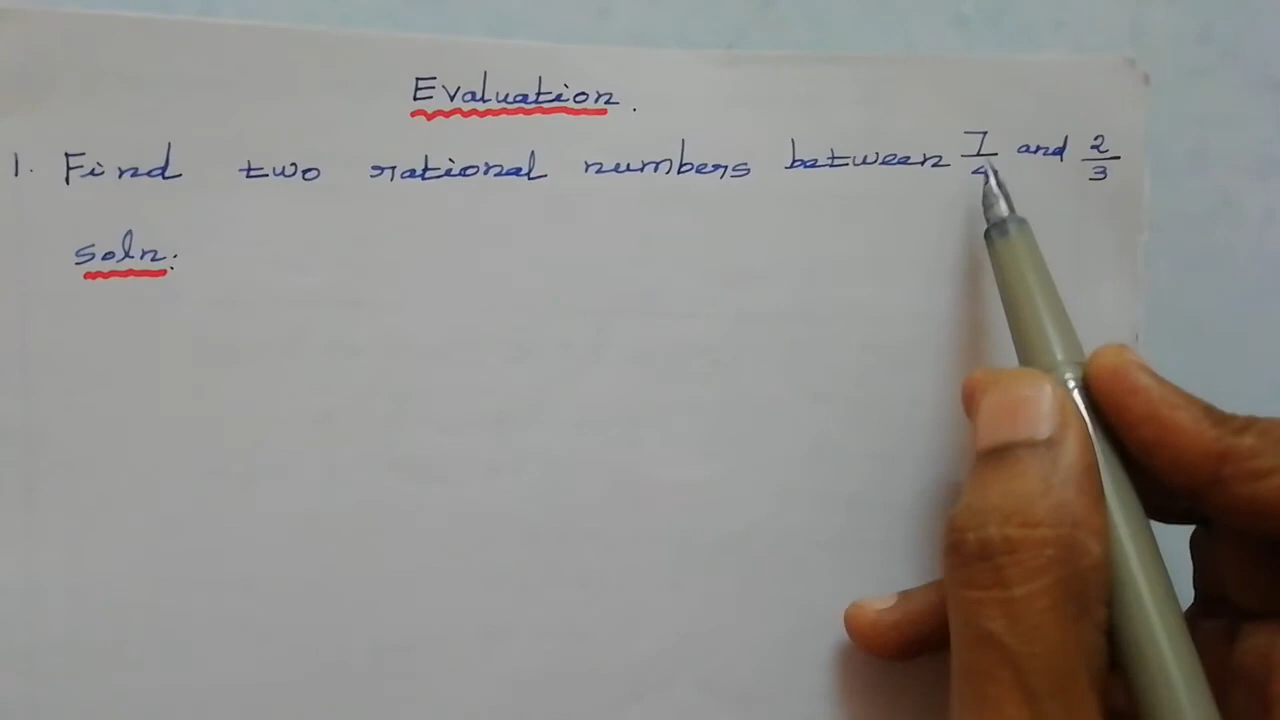 Evaluation.
1. Find two rational numbers between 7/4 and 2/3
Soln: